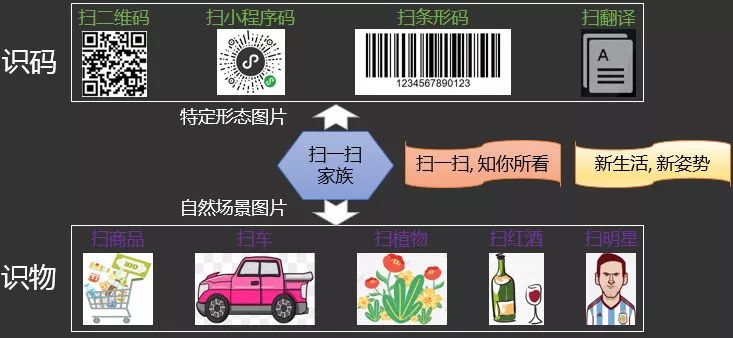 扫二维码
扫小程序码
扫条形码
扫翻译
识码
A
1234567890123
特定形态图片
扫一扫
家族
扫一扫, 知你所看
新生活, 新姿势
自然场景图片
扫商品
扫车
扫植物
扫红酒
扫明星
识物
BIO